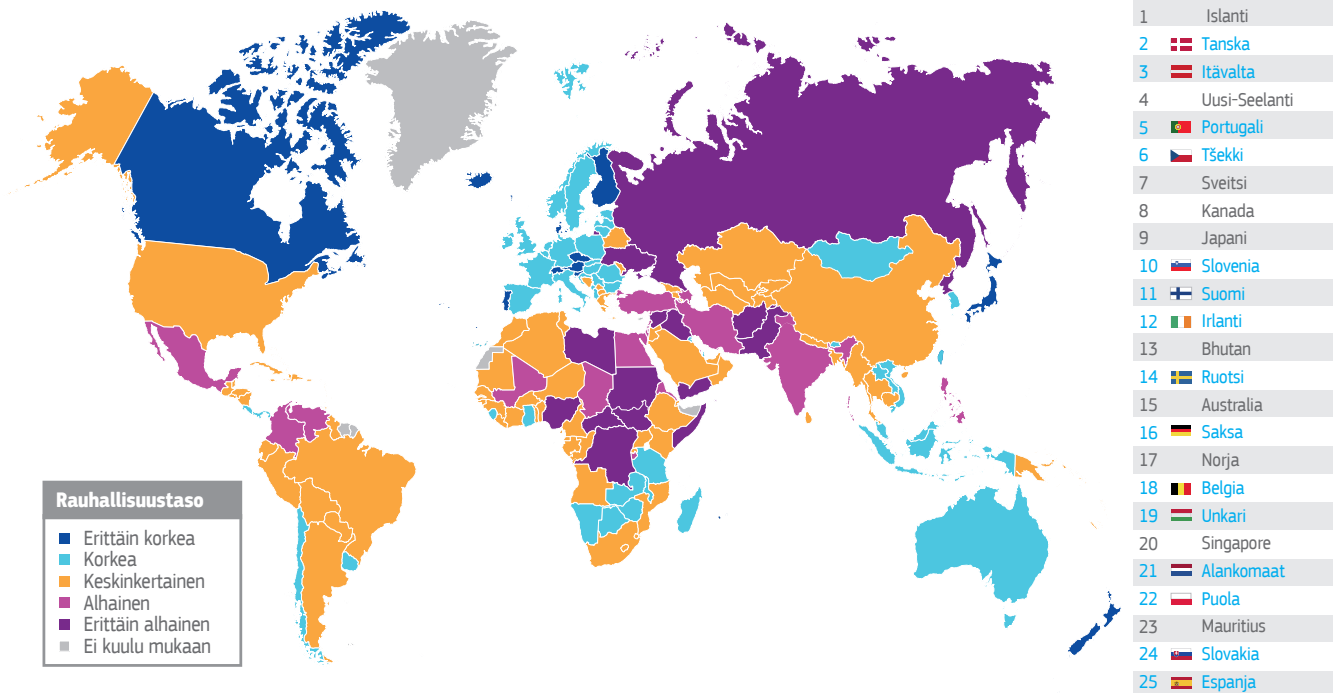 Rauhallisuustaso
Erittäin korkea
Korkea
Keskinkertainen
Alhainen
Erittäin alhainen
Ei kuulu mukaan
1 Islanti
2 Tanska
3 Itävalta
4 Uusi-Seelanti
5 Portugali
6 Tšekki
7 Sveitsi
8 Kanada
9 Japani
10 Slovenia
11 Suomi
12 Irlanti
13 Bhutan
14 Ruotsi
15 Australia
16 Saksa
17 Norja
18 Belgia
19 Unkari
20 Singapore
21 Alankomaat
22 Puola
23 Mauritius
24 Slovakia
25 Espanja